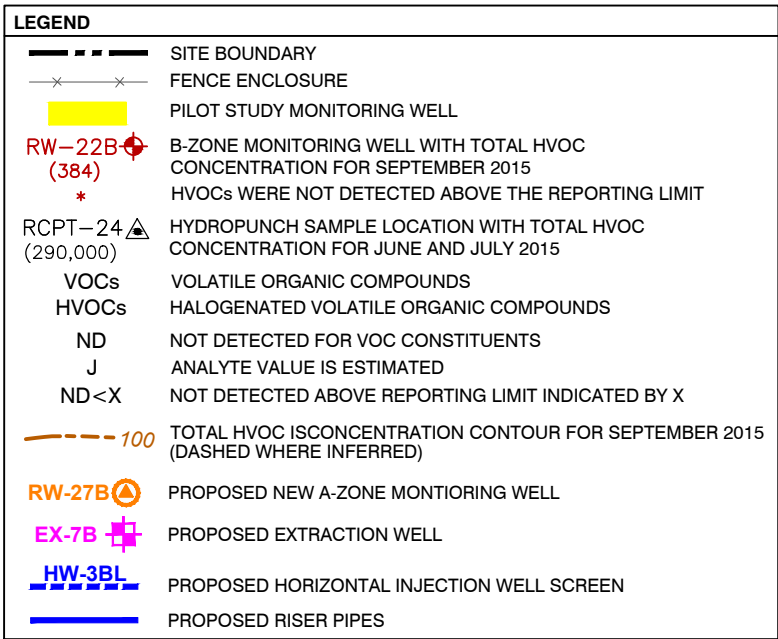 LEGEND
SITE BOUNDARY
FENCE ENCLOSURE
PILOT STUDY MONITORING WELL
RW-22B B-ZONE MONITORING WELL WITH TOTAL HVOC
(384) CONCENTRATION FOR SEPTEMBER 2015
* HVOCs WERE NOT DETECTED ABOVE THE REPORTING LIMIT
RCPT-24 HYDROPUNCH SAMPLE LOCATION WITH TOTAL HVOC
(290,000) CONCENTRATION FOR JUNE AND JULY 2015
VOCs VOLATILE ORGANIC COMPOUNDS
HVOCs HALOGENATED VOLATILE ORGANIC COMPOUNDS
ND NOT DETECTED FOR VOC CONSTITUENTS
J ANALYTE VALUE IS ESTIMATED
ND<X NOT DETECTED ABOVE REPORTING LIMIT INDICATED BY X
100 TOTAL HVOC ISCONCENTRATION CONTOUR FOR SEPTEMBER 2015
(DASHED WHERE INFERRED)
RW-27B PROPOSED NEW A-ZONE MONTIORING WELL
EX-7B PROPOSED EXTRACTION WELL
HW-3BL PROPOSED HORIZONTAL INJECTION WELL SCREEN
PROPOSED RISER PIPES